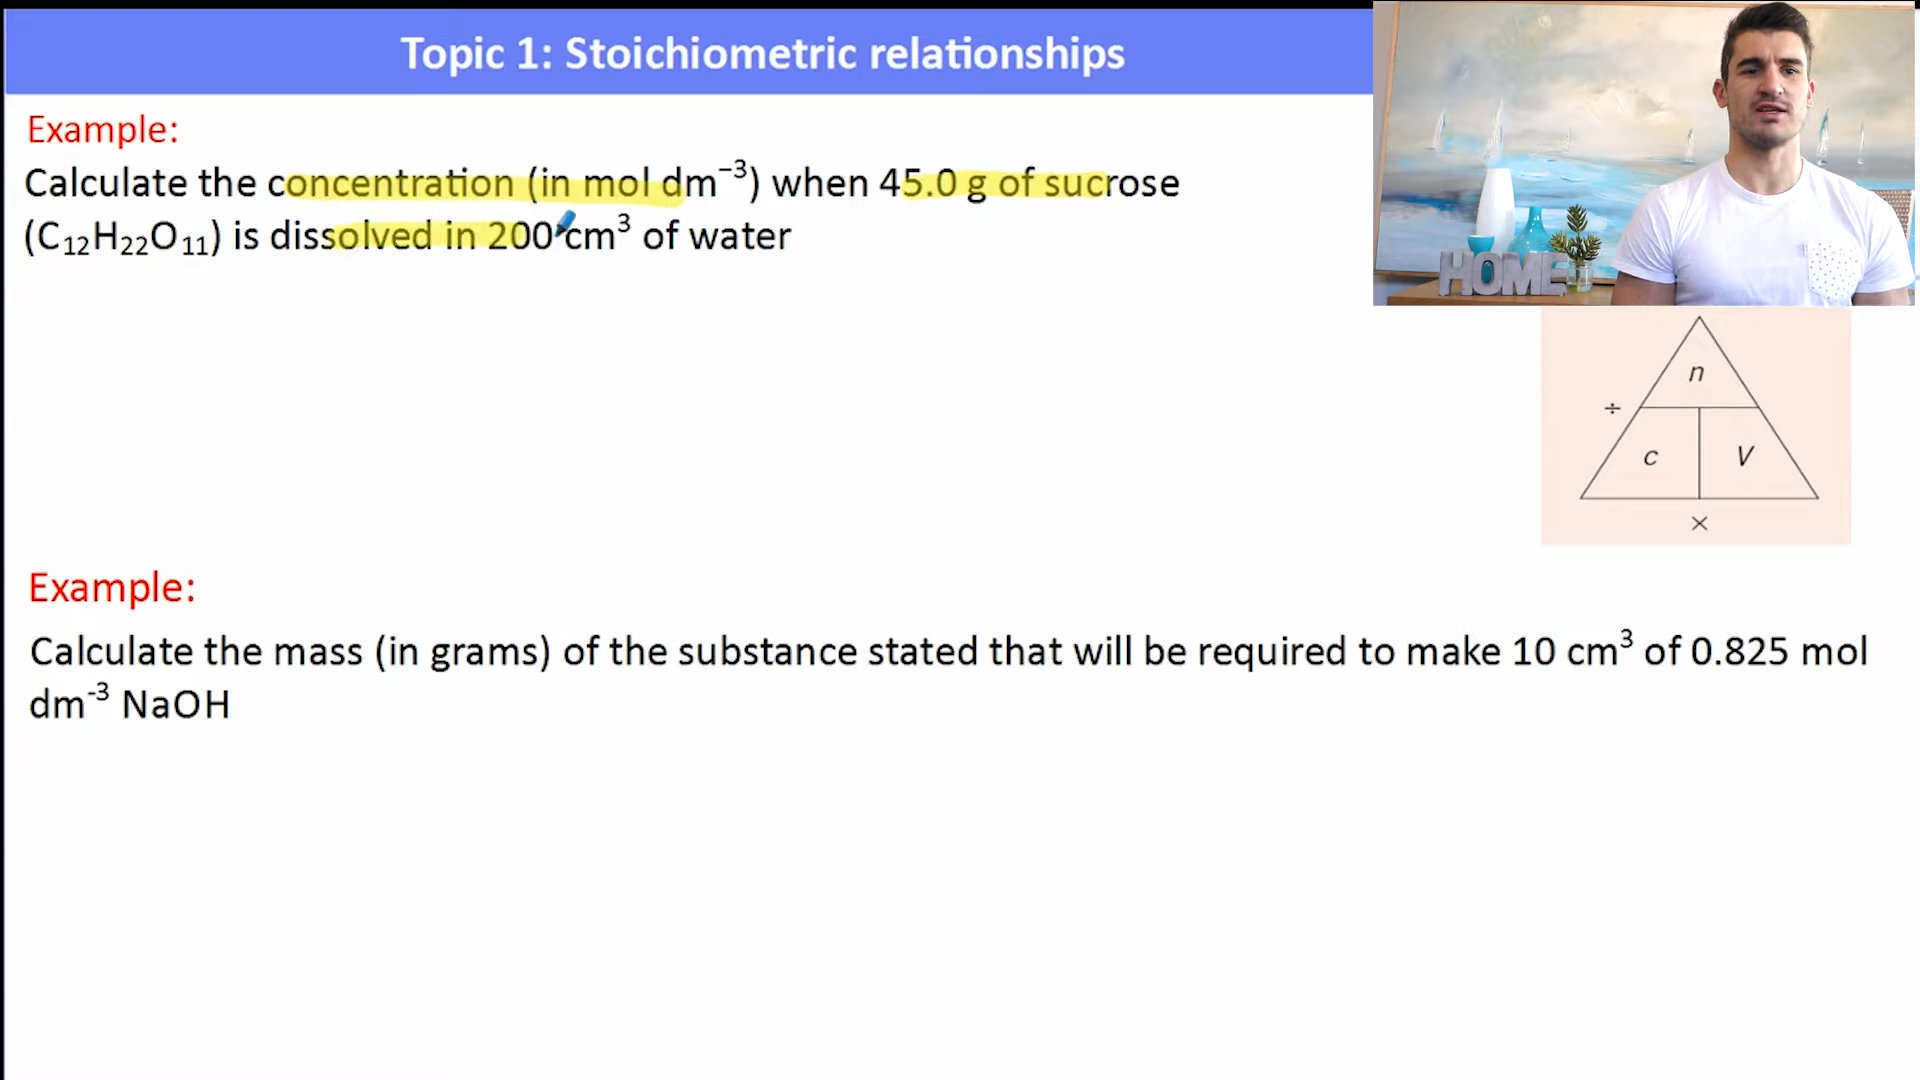 Topic 1: Stoichiometric relationships
Example:
Calculate the concentration (in mol dm⁻³) when 45.0 g of sucrose
(C₁₂H₂₂O₁₁) is dissolved in 200 cm³ of water
HOME
n
÷
c V
×
Example:
Calculate the mass (in grams) of the substance stated that will be required to make 10 cm³ of 0.825 mol
dm⁻³ NaOH